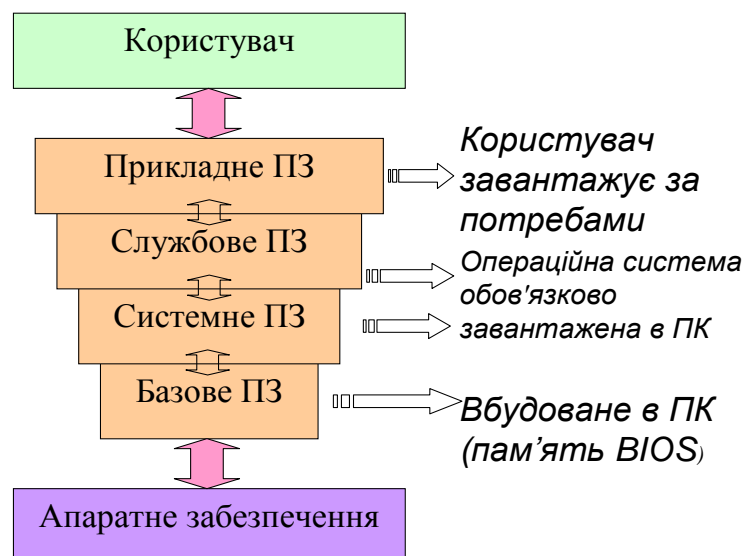 Користувач
Прикладне ПЗ
Користувач
завантажує за
потребами
Службове ПЗ
Операційна система
обов'язково
Системне ПЗ
завантажена в ПК
Базове ПЗ
Вбудоване в ПК
(пам’ять BIOS)
Апаратне забезпечення